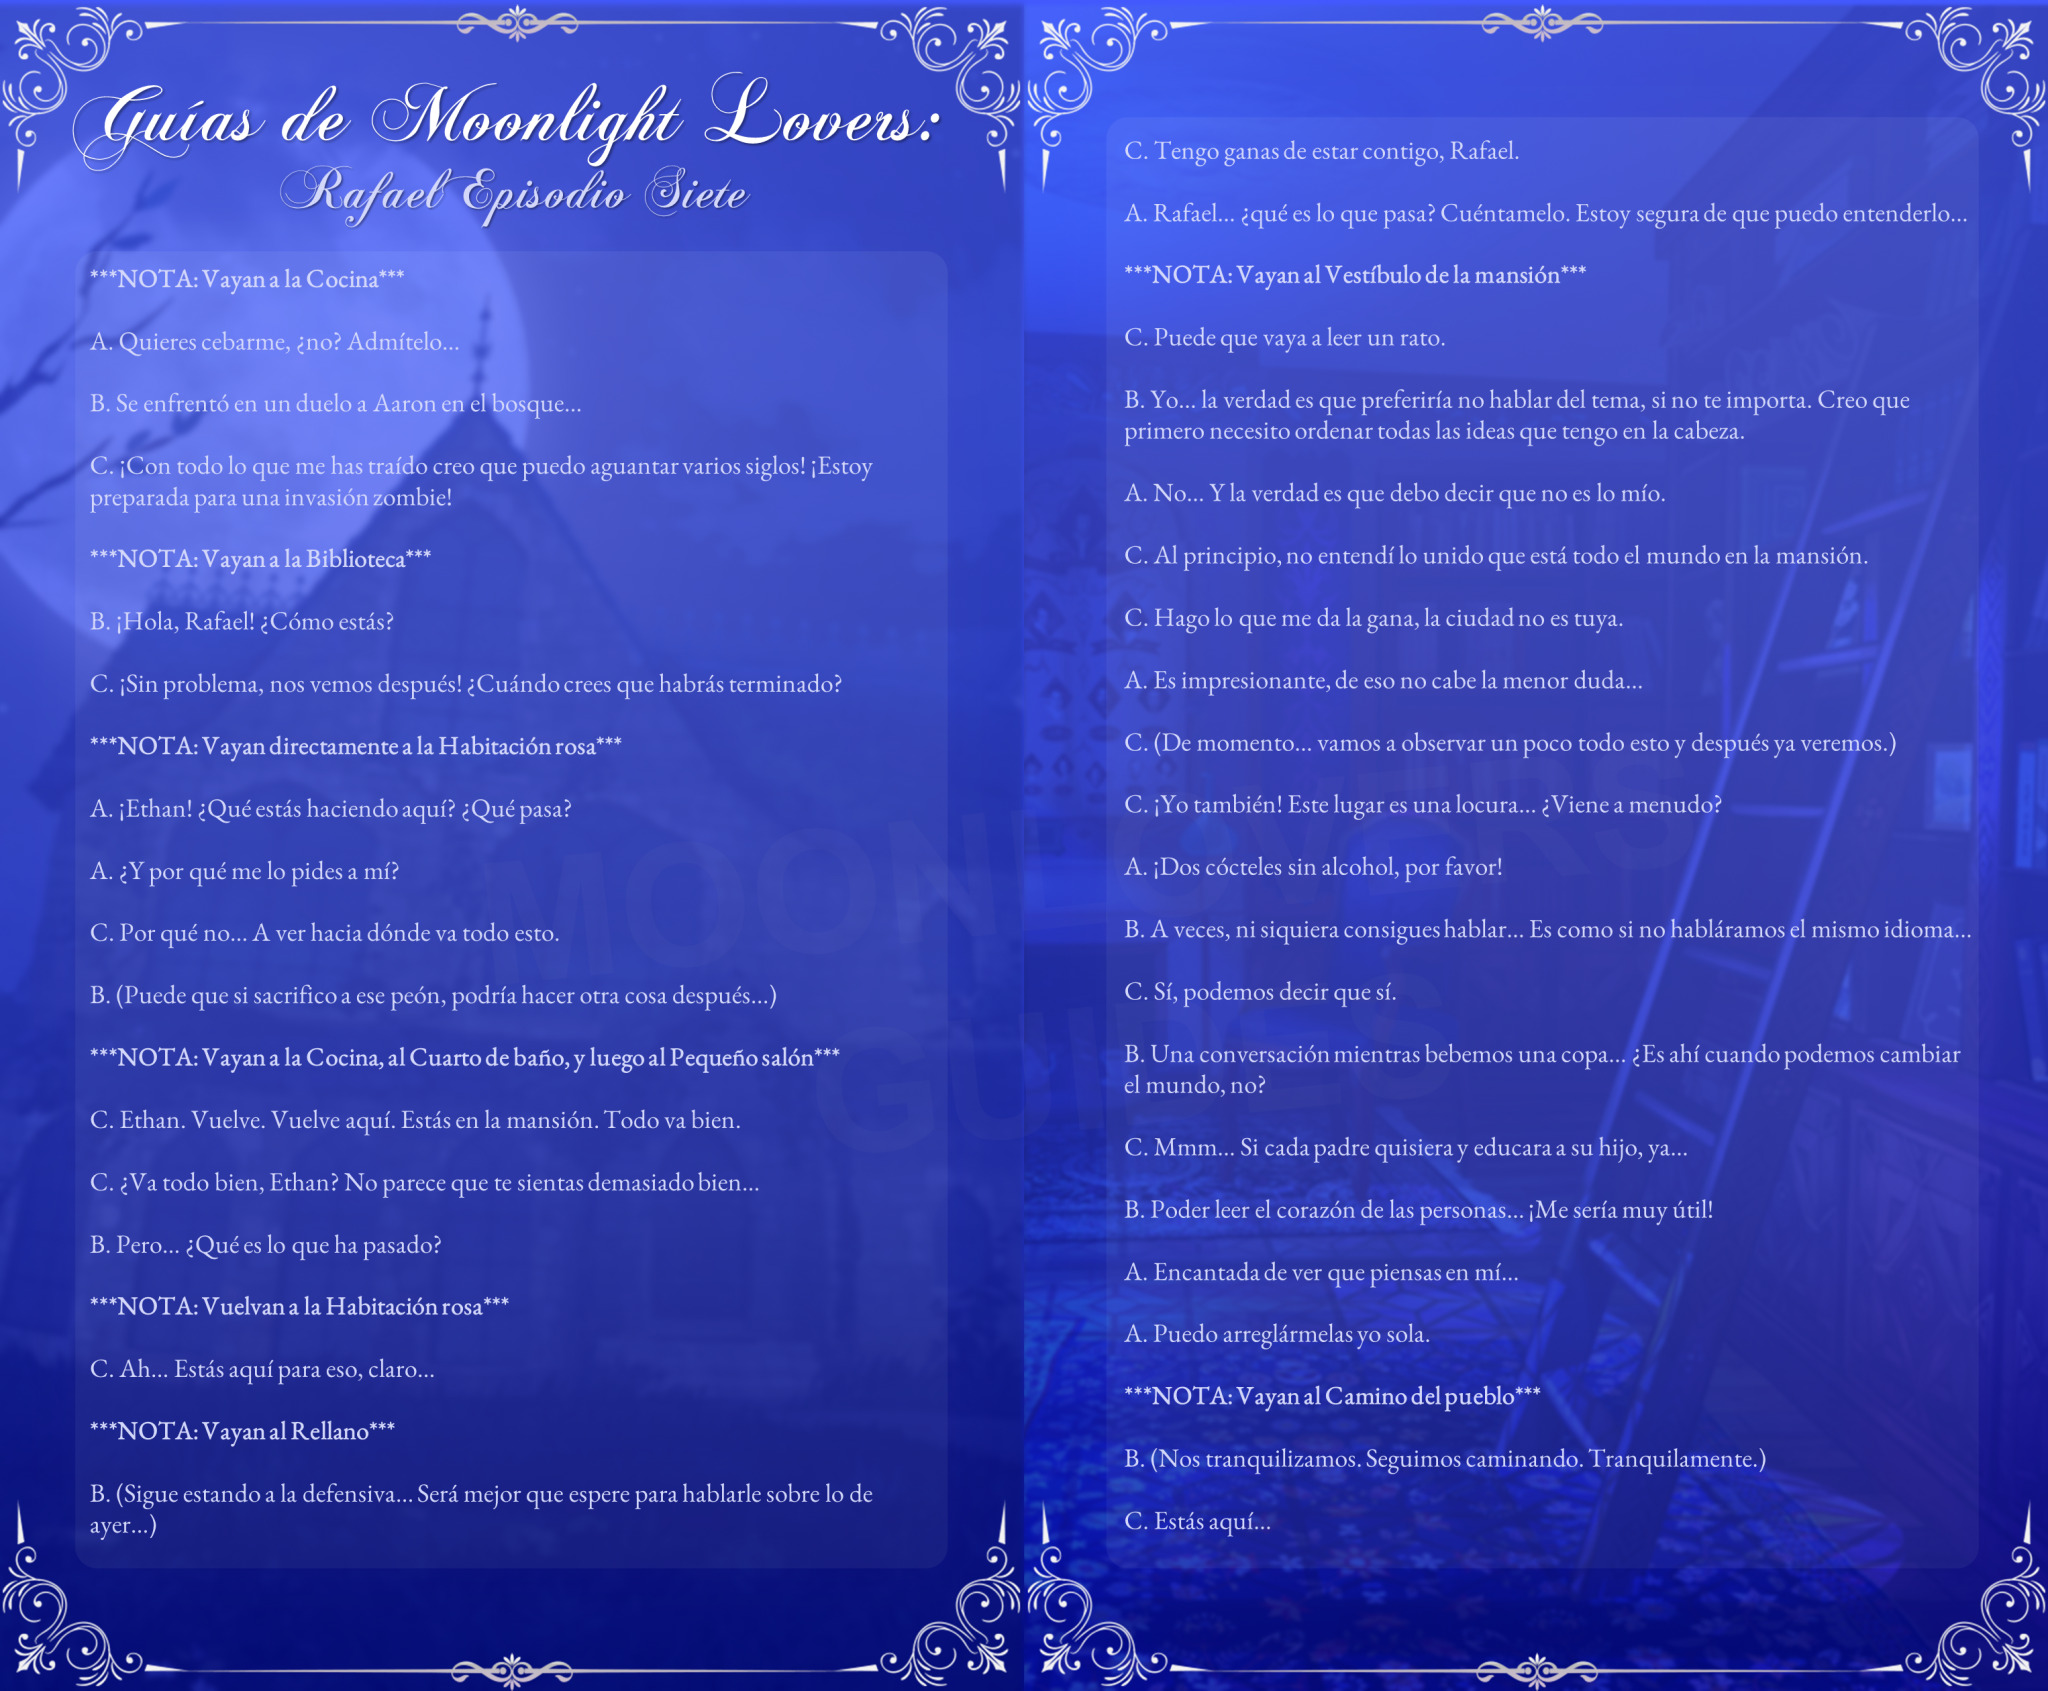 Guías de Moonlight Lovers:
Rafael Episodio Siete
***NOTA: Vayan a la Cocina***
A. Quieres cebarme, ¿no? Admítelo...
B. Se enfrentó en un duelo a Aaron en el bosque...
C. ¡Con todo lo que me has traído creo que puedo aguantar varios siglos! ¡Estoy
preparada para una invasión zombie!
***NOTA: Vayan a la Biblioteca***
B. ¡Hola, Rafael! ¿Cómo estás?
C. ¡Sin problema, nos vemos después! ¿Cuándo crees que habrás terminado?
***NOTA: Vayan directamente a la Habitación rosa***
A. ¡Ethan! ¿Qué estás haciendo aquí? ¿Qué pasa?
A. ¿Y por qué me lo pides a mí?
C. Por qué no... A ver hacia dónde va todo esto.
B. (Puede que si sacrifico a ese peón, podría hacer otra cosa después...)
***NOTA: Vayan a la Cocina, al Cuarto de baño, y luego al Pequeño salón***
C. Ethan. Vuelve. Vuelve aquí. Estás en la mansión. Todo va bien.
C. ¿Va todo bien, Ethan? No parece que te sientas demasiado bien...
B. Pero... ¿Qué es lo que ha pasado?
***NOTA: Vuelvan a la Habitación rosa***
C. Ah... Estás aquí para eso, claro...
***NOTA: Vayan al Rellano***
B. (Sigue estando a la defensiva... Será mejor que espere para hablarle sobre lo de
ayer...)
C. Tengo ganas de estar contigo, Rafael.
A. Rafael... ¿qué es lo que pasa? Cuéntamelo. Estoy segura de que puedo entenderlo...
***NOTA: Vayan al Vestíbulo de la mansión***
C. Puede que vaya a leer un rato.
B. Yo... la verdad es que preferiría no hablar del tema, si no te importa. Creo que
primero necesito ordenar todas las ideas que tengo en la cabeza.
A. No... Y la verdad es que debo decir que no es lo mío.
C. Al principio, no entendí lo unido que está todo el mundo en la mansión.
C. Hago lo que me da la gana, la ciudad no es tuya.
A. Es impresionante, de eso no cabe la menor duda...
C. (De momento... vamos a observar un poco todo esto y después ya veremos.)
C. ¡Yo también! Este lugar es una locura... ¿Viene a menudo?
A. ¡Dos cócteles sin alcohol, por favor!
B. A veces, ni siquiera consigues hablar... Es como si no habláramos el mismo idioma...
C. Sí, podemos decir que sí.
B. Una conversación mientras bebemos una copa... ¿Es ahí cuando podemos cambiar
el mundo, no?
C. Mmm... Si cada padre quisiera y educara a su hijo, ya...
B. Poder leer el corazón de las personas... ¡Me sería muy útil!
A. Encantada de ver que piensas en mí...
A. Puedo arreglármelas yo sola.
***NOTA: Vayan al Camino del pueblo***
B. (Nos tranquilizamos. Seguimos caminando. Tranquilamente.)
C. Estás aquí...
MOONLOVERS
GUIDES